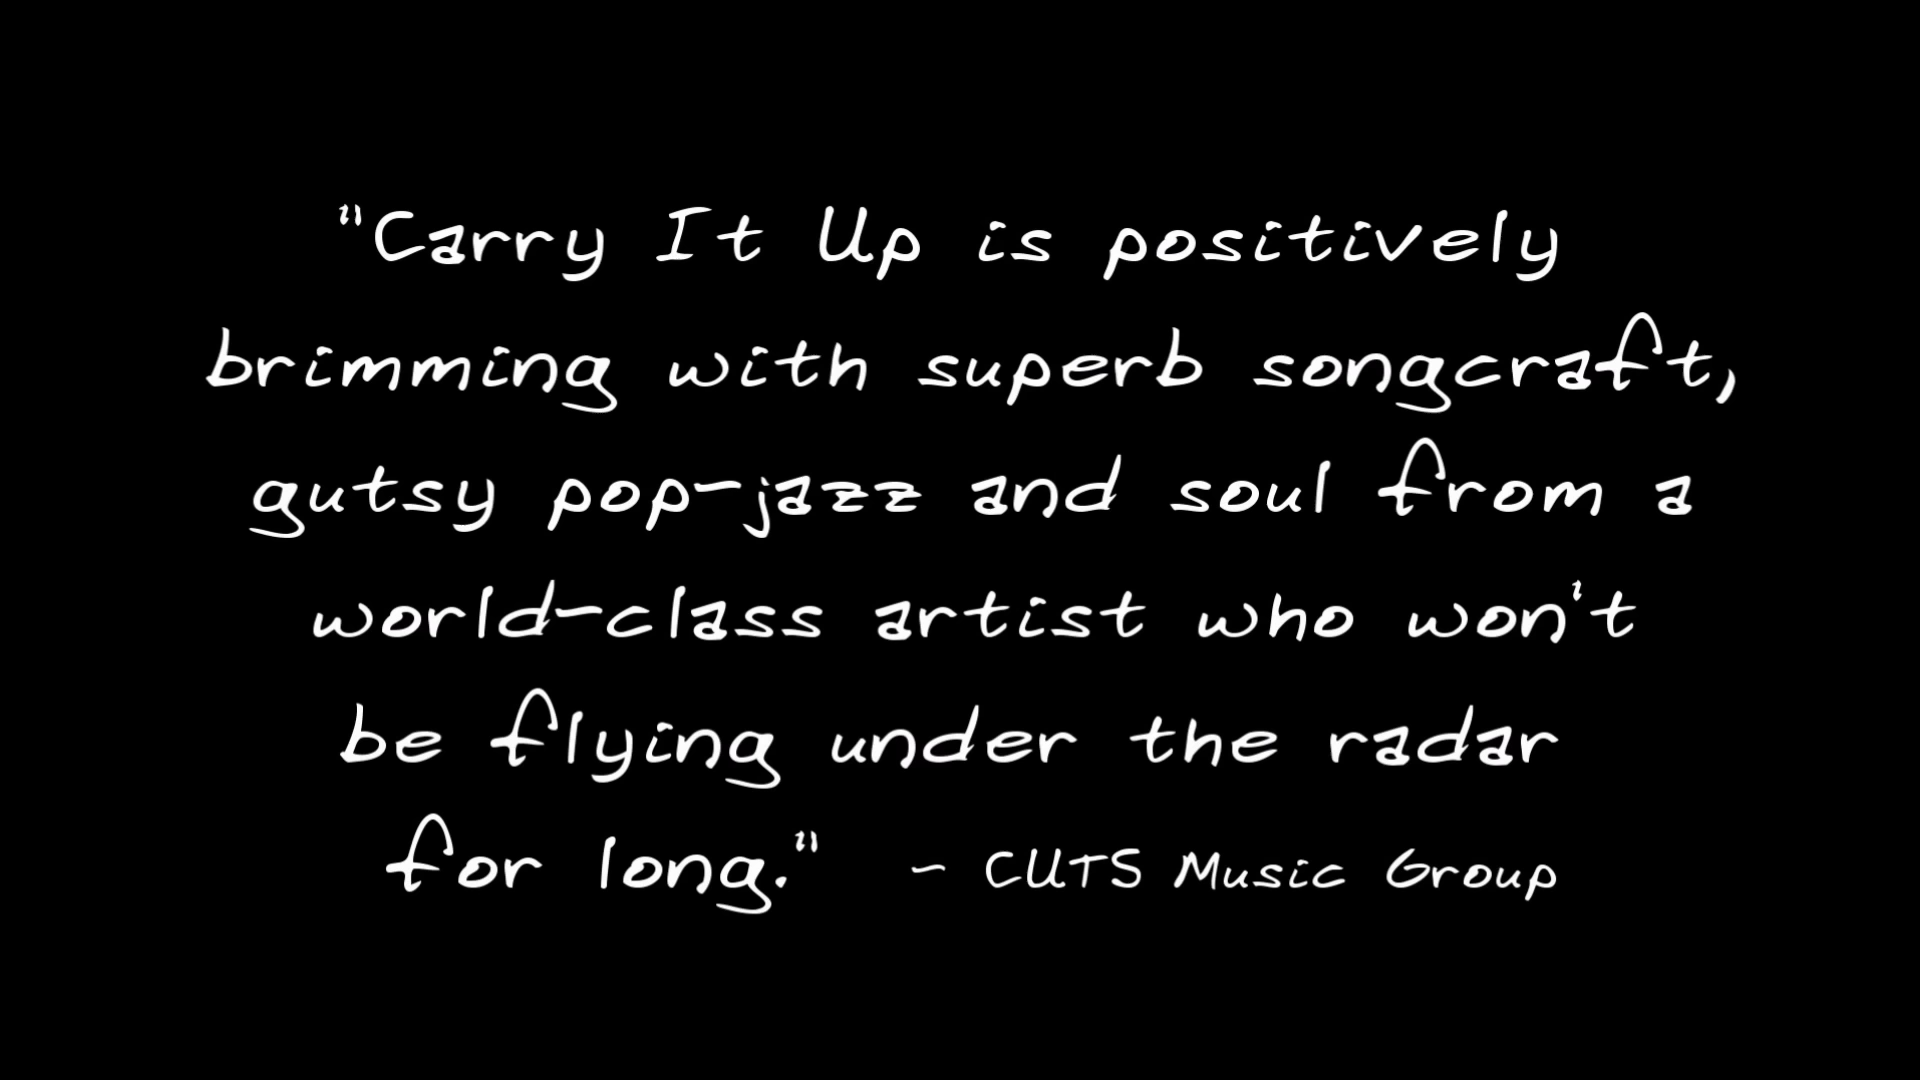 "Carry It Up is positively
brimming with superb songcraft,
gutsy pop-jazz and soul from a
world-class artist who won't
be flying under the radar
for long." - CUTS Music Group